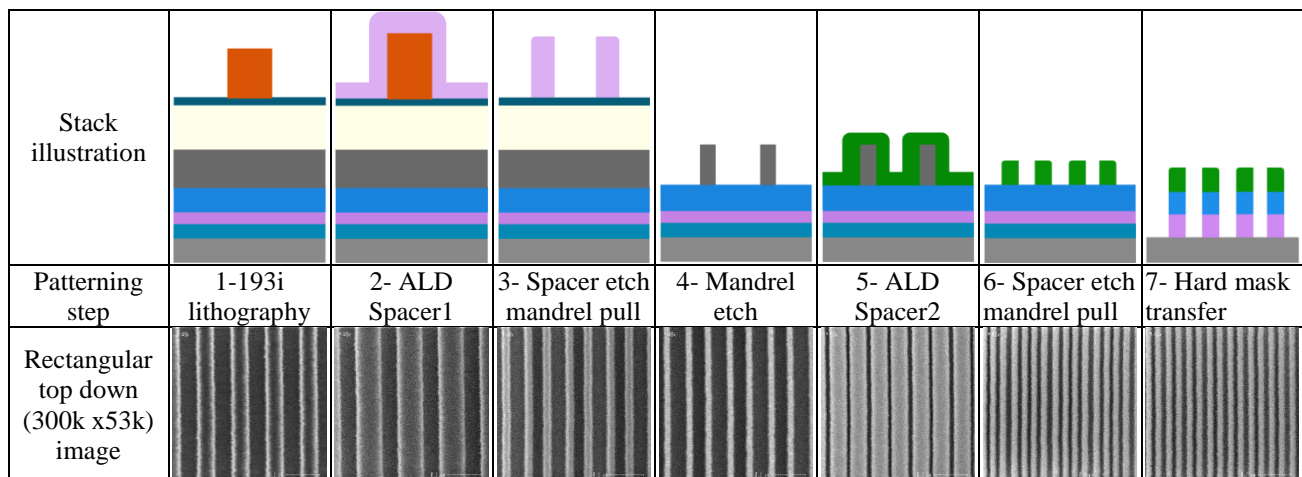 Stack
illustration
Patterning
step
1-193i
lithography
2- ALD
Spacer1
3- Spacer etch
mandrel pull
4- Mandrel
etch
5- ALD
Spacer2
6- Spacer etch
mandrel pull
7- Hard mask
transfer
Rectangular
top down
(300k x53k)
image